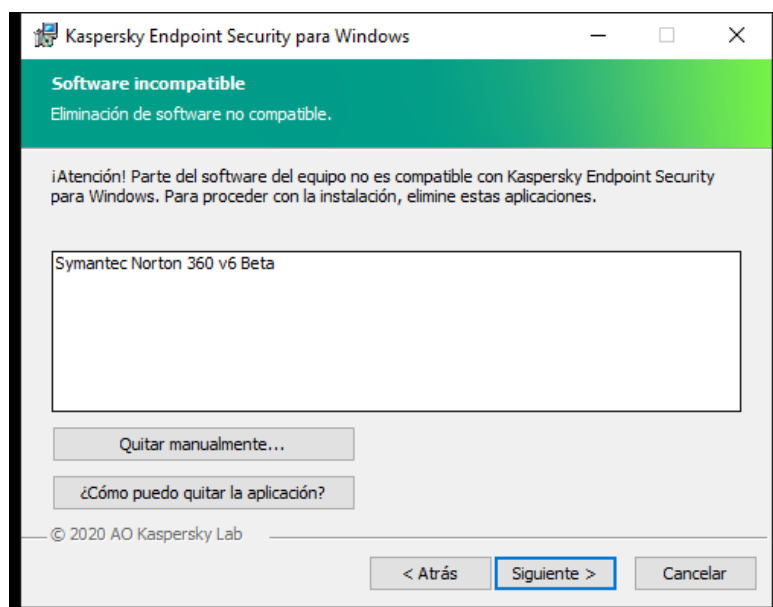 Kaspersky Endpoint Security para Windows
Software incompatible
Eliminación de software no compatible.
¡Atención! Parte del software del equipo no es compatible con Kaspersky Endpoint Security
para Windows. Para proceder con la instalación, elimine estas aplicaciones.
Symantec Norton 360 v6 Beta
Quitar manualmente...
¿Cómo puedo quitar la aplicación?
© 2020 AO Kaspersky Lab
< Atrás
Siguiente >
Cancelar